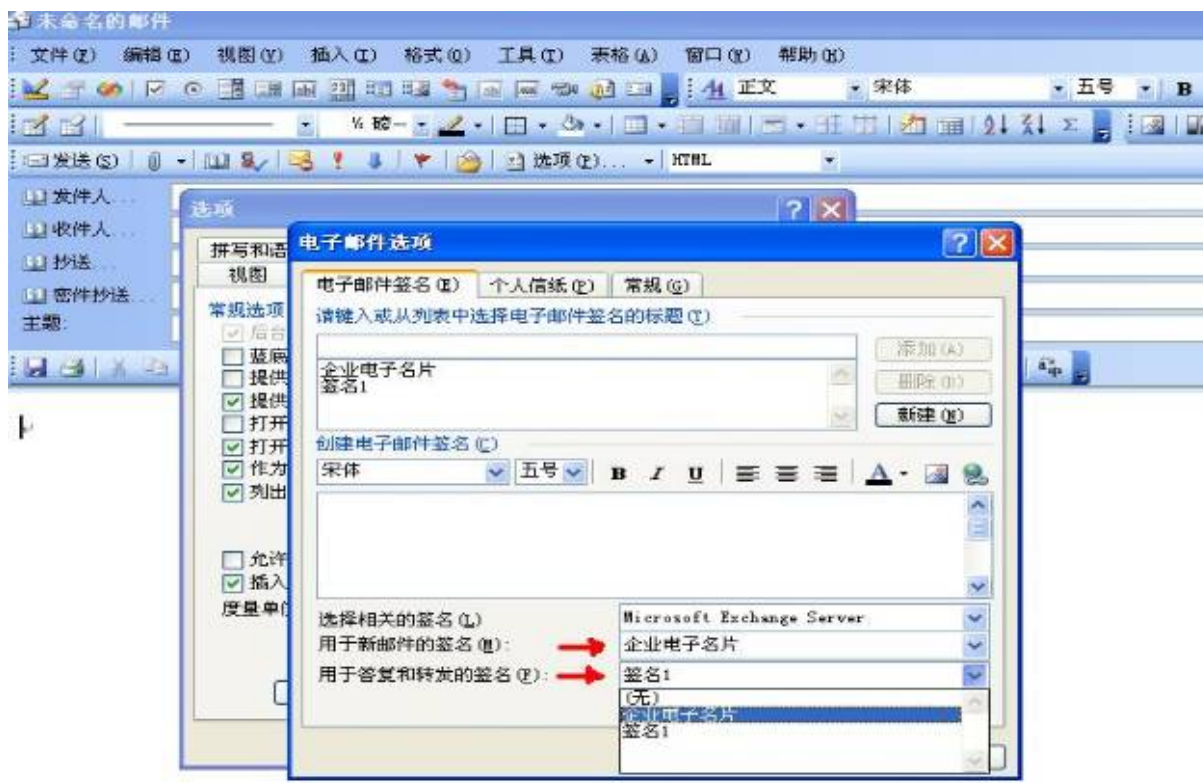 未命名的邮件
文件(F) 编辑(E) 视图(V) 插入(I) 格式(O) 工具(T) 表格(A) 窗口(W) 帮助(H)
正文 宋体 五号 B
½ 磅
发送(S) 选项(P)... HTML
发件人...
收件人...
抄送...
密件抄送...
主题:
选项
拼写和语
视图
常规选项
后台
蓝底
提供
提供
打开
打开
作为
列出
允许
插入
度量单位
电子邮件选项
电子邮件签名(E) 个人信纸(P) 常规(G)
请键入或从列表中选择电子邮件签名的标题(T)
添加(A)
企业电子名片
签名1
删除(D)
新建(N)
创建电子邮件签名(C)
宋体 五号 B I U A
选择相关的签名(L) Microsoft Exchange Server
用于新邮件的签名(M): 企业电子名片
用于答复和转发的签名(F): 签名1
(无)
企业电子名片
签名1